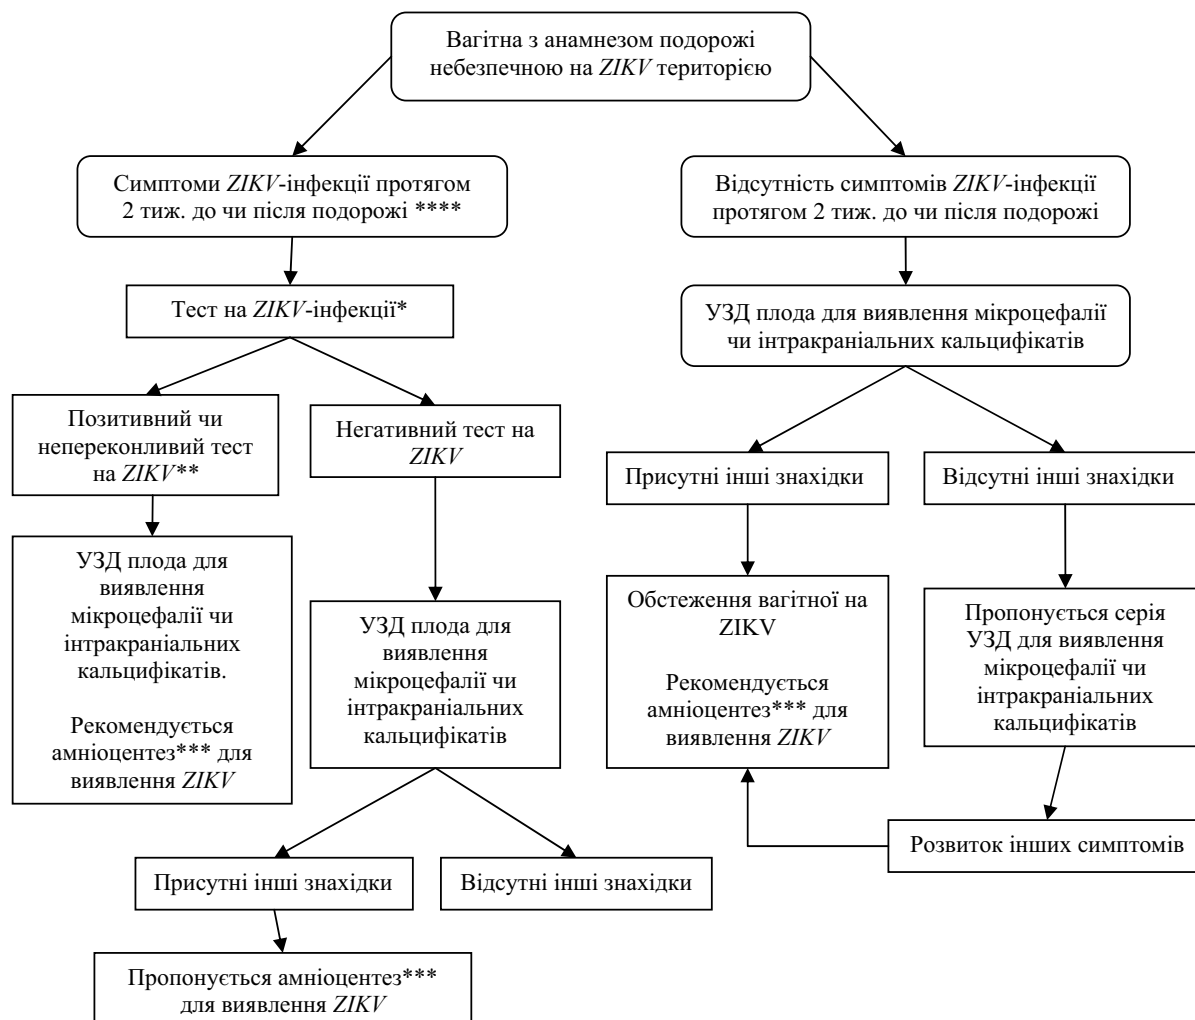 Вагітна з анамнезом подорожі
небезпечною на ZIKV територією
Симптоми ZIKV-інфекції протягом
2 тиж. до чи після подорожі ****
Відсутність симптомів ZIKV-інфекції
протягом 2 тиж. до чи після подорожі
Тест на ZIKV-інфекції*
УЗД плода для виявлення мікроцефалії
чи інтракраніальних кальцифікатів
Позитивний чи
непереконливий тест
на ZIKV**
Негативний тест на
ZIKV
Присутні інші знахідки
Відсутні інші знахідки
УЗД плода для
виявлення
мікроцефалії чи
інтракраніальних
кальцифікатів.
Рекомендується
амніоцентез*** для
виявлення ZIKV
УЗД плода для
виявлення
мікроцефалії чи
інтракраніальних
кальцифікатів
Обстеження вагітної на
ZIKV
Рекомендується
амніоцентез*** для
виявлення ZIKV
Пропонується серія
УЗД для виявлення
мікроцефалії чи
інтракраніальних
кальцифікатів
Розвиток інших симптомів
Присутні інші знахідки
Відсутні інші знахідки
Пропонується амніоцентез***
для виявлення ZIKV